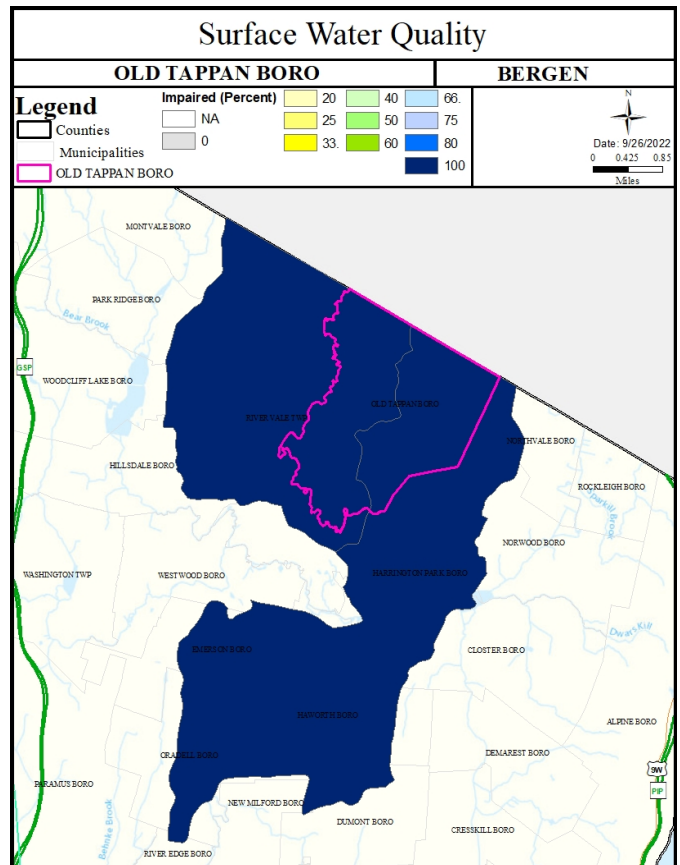 Surface Water Quality
OLD TAPPAN BORO
BERGEN
Legend
Counties
Municipalities
OLD TAPPAN BORO
Impaired (Percent)
NA
0
20
25
33.
40
50
60
66.
75
80
100
N
Date: 9/26/2022
0 0.425 0.85
Miles
MONTVALE BORO
PARK RIDGE BORO
Bear Brook
GSP
WOODCLIFF LAKE BORO
OLD TAPPAN BORO
RIVER VALE TWP
NORTHVALE BORO
HILLSDALE BORO
ROCKLEIGH BORO
Sparkill Brook
NORWOOD BORO
WASHINGTON TWP
WESTWOOD BORO
HARRINGTON PARK BORO
Dwars Kill
EMERSON BORO
CLOSTER BORO
HAWORTH BORO
ALPINE BORO
ORADELL BORO
DEMAREST BORO
9W
PIP
PARAMUS BORO
NEW MILFORD BORO
DUMONT BORO
CRESSKILL BORO
Behnke Brook
RIVER EDGE BORO